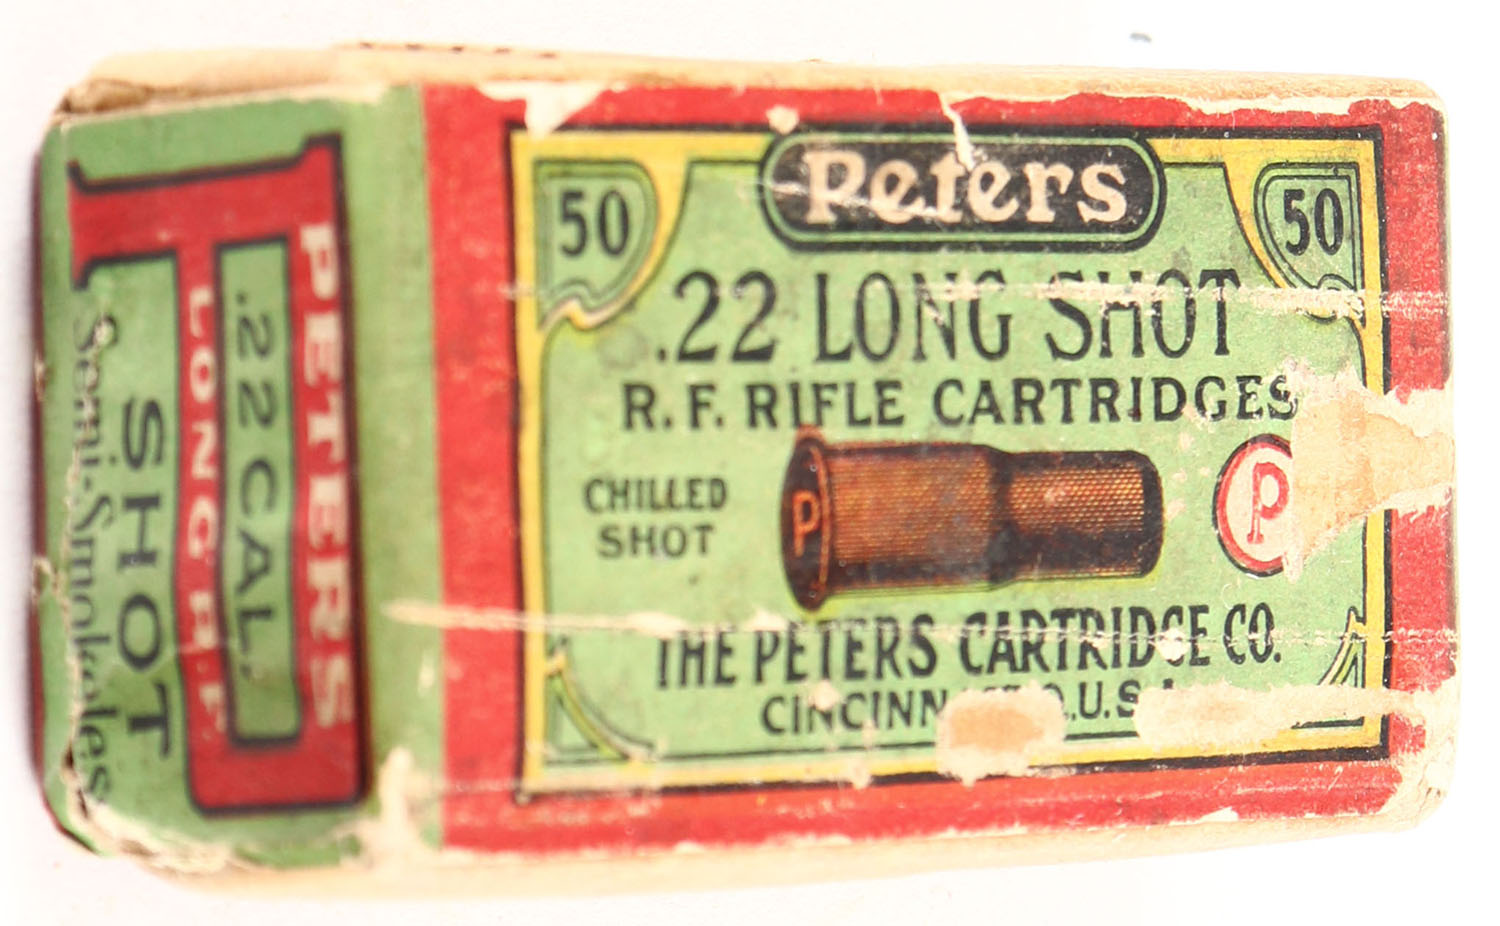 Peters
50
50
.22 LONG SHOT
R. F. RIFLE CARTRIDGES
CHILLED
SHOT
P
P
THE PETERS CARTRIDGE CO.
U.S.A.
PETERS
.22 CAL.
LONG R.F.
SHOT
Semi-Smokeless